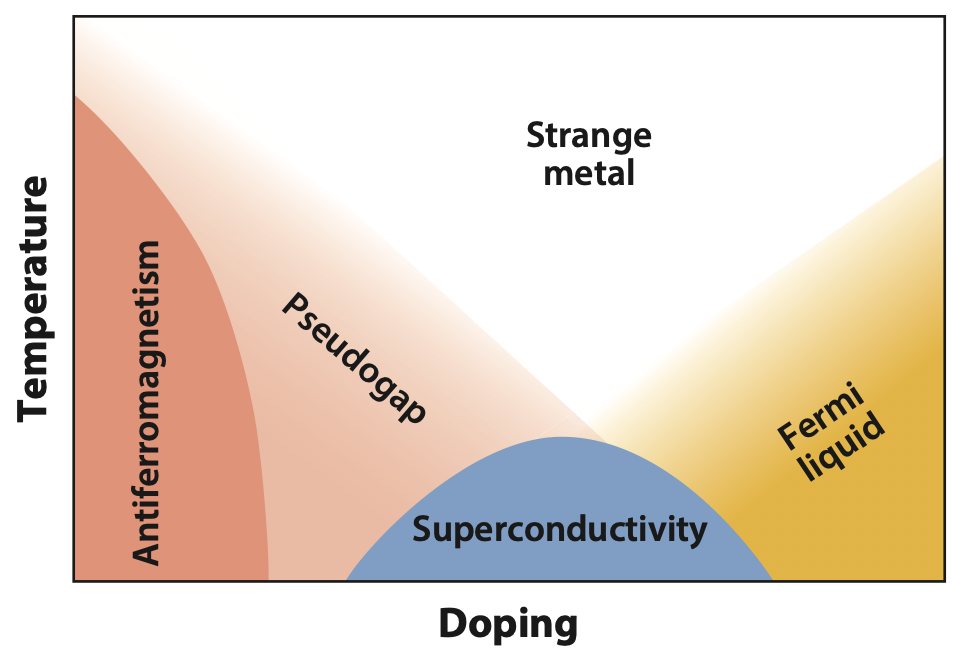 Strange
metal
Temperature
Antiferromagnetism
Pseudogap
Fermi
liquid
Superconductivity
Doping